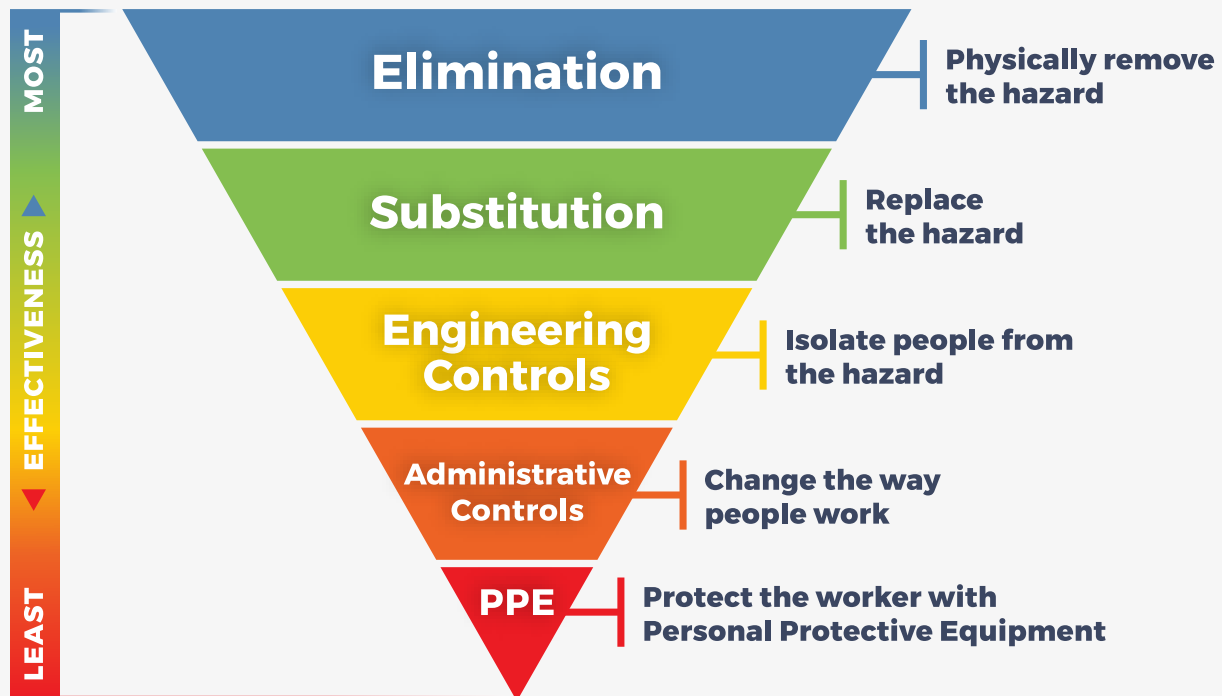 MOST
EFFECTIVENESS
LEAST
Elimination
Physically remove
the hazard
Substitution
Replace
the hazard
Engineering
Controls
Isolate people from
the hazard
Administrative
Controls
Change the way
people work
PPE
Protect the worker with
Personal Protective Equipment